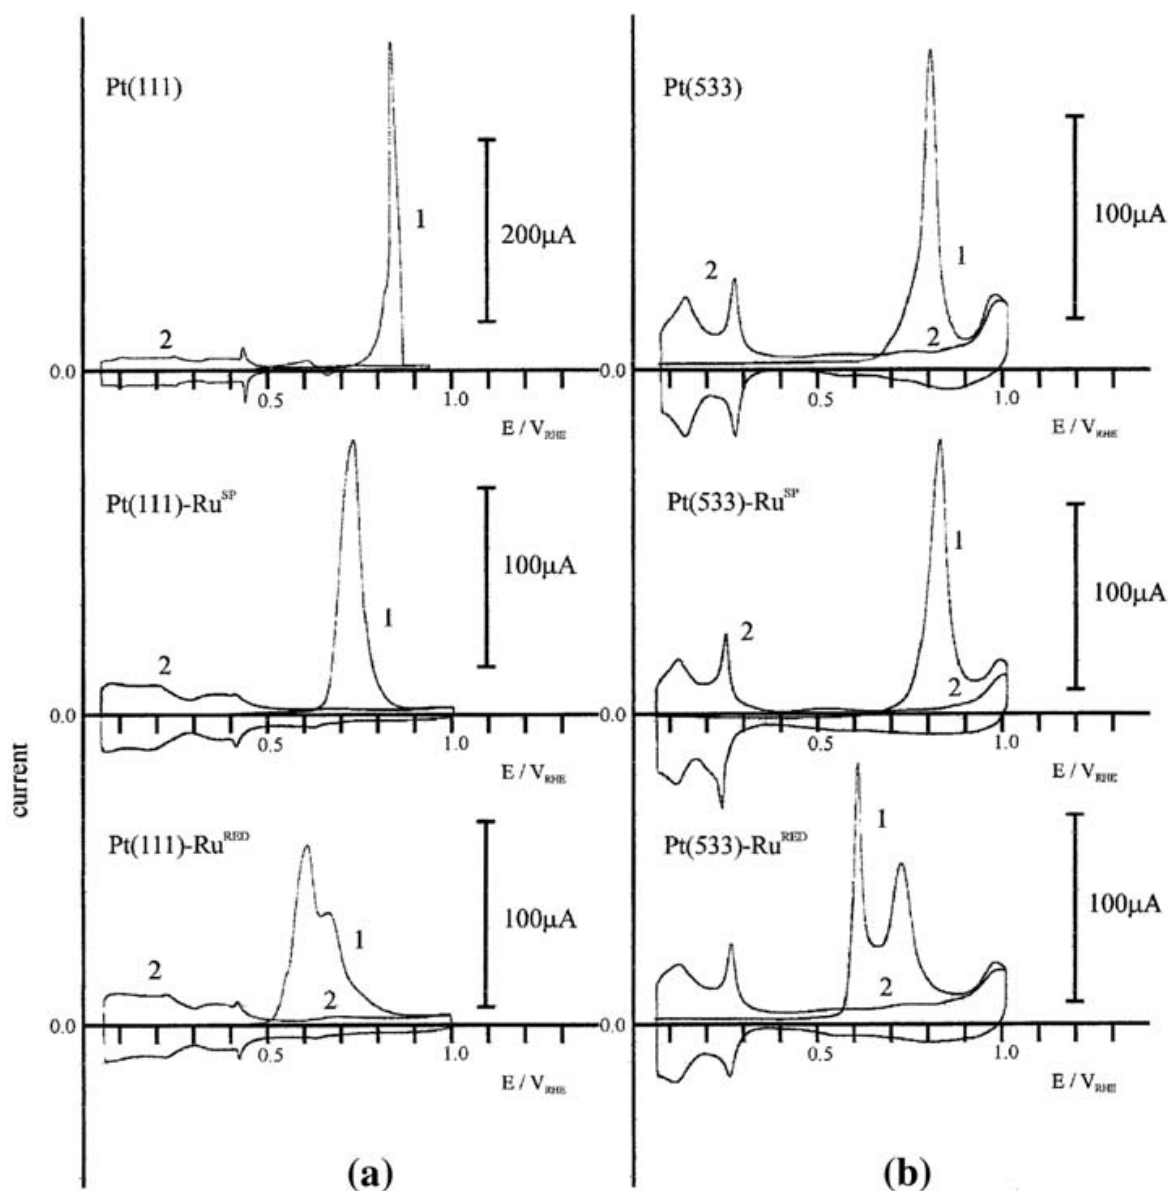 Pt(111)
1
200μA
2
0.0
0.5
1.0
E / V_RHE
Pt(111)-Ru^SP
100μA
1
2
0.0
0.5
1.0
E / V_RHE
current
Pt(111)-Ru^RED
100μA
1
2
2
0.0
0.5
1.0
E / V_RHE
(a)
Pt(533)
100μA
1
2
2
0.0
0.5
1.0
E / V_RHE
Pt(533)-Ru^SP
1
100μA
2
2
0.0
0.5
1.0
E / V_RHE
Pt(533)-Ru^RED
1
100μA
2
0.0
0.5
1.0
E / V_RHE
(b)